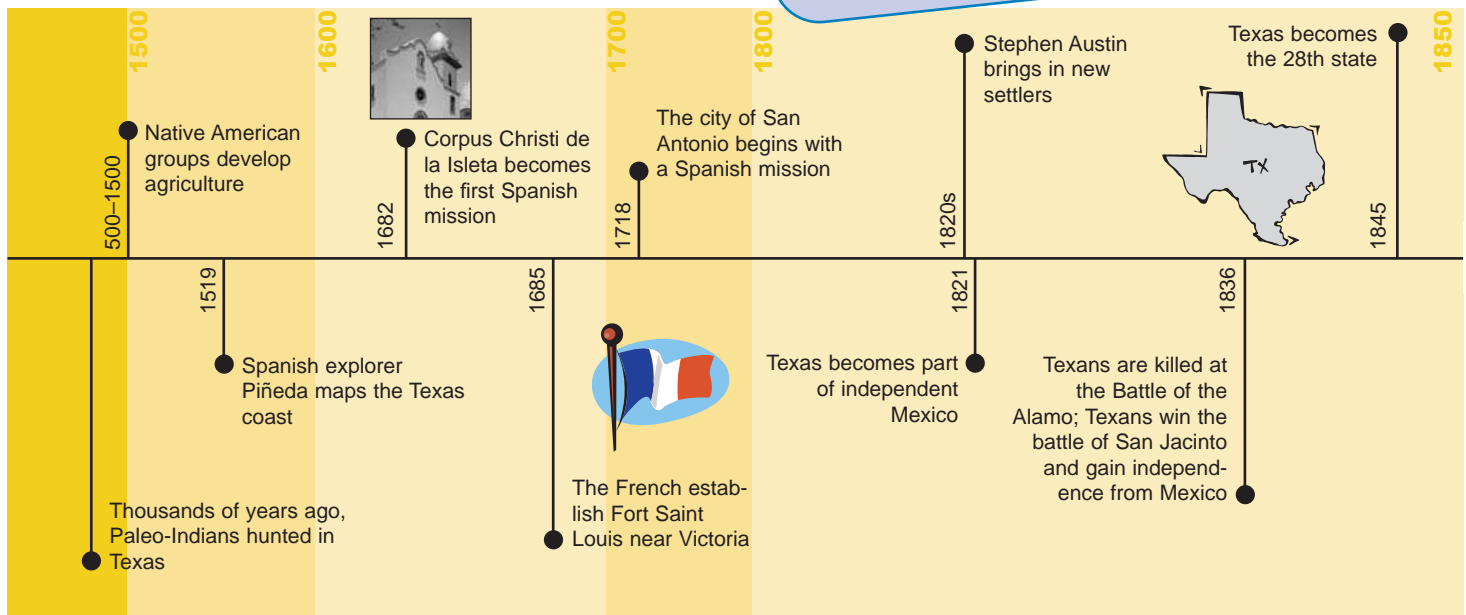 1500
1600
1700
1800
1850
500–1500
Native American
groups develop
agriculture
1682
Corpus Christi de
la Isleta becomes
the first Spanish
mission
1718
The city of San
Antonio begins with
a Spanish mission
1820s
Stephen Austin
brings in new
settlers
TX
1845
Texas becomes
the 28th state
Thousands of years ago,
Paleo-Indians hunted in
Texas
1519
Spanish explorer
Piñeda maps the Texas
coast
1685
The French estab-
lish Fort Saint
Louis near Victoria
1821
Texas becomes part
of independent
Mexico
1836
Texans are killed at
the Battle of the
Alamo; Texans win the
battle of San Jacinto
and gain independ-
ence from Mexico